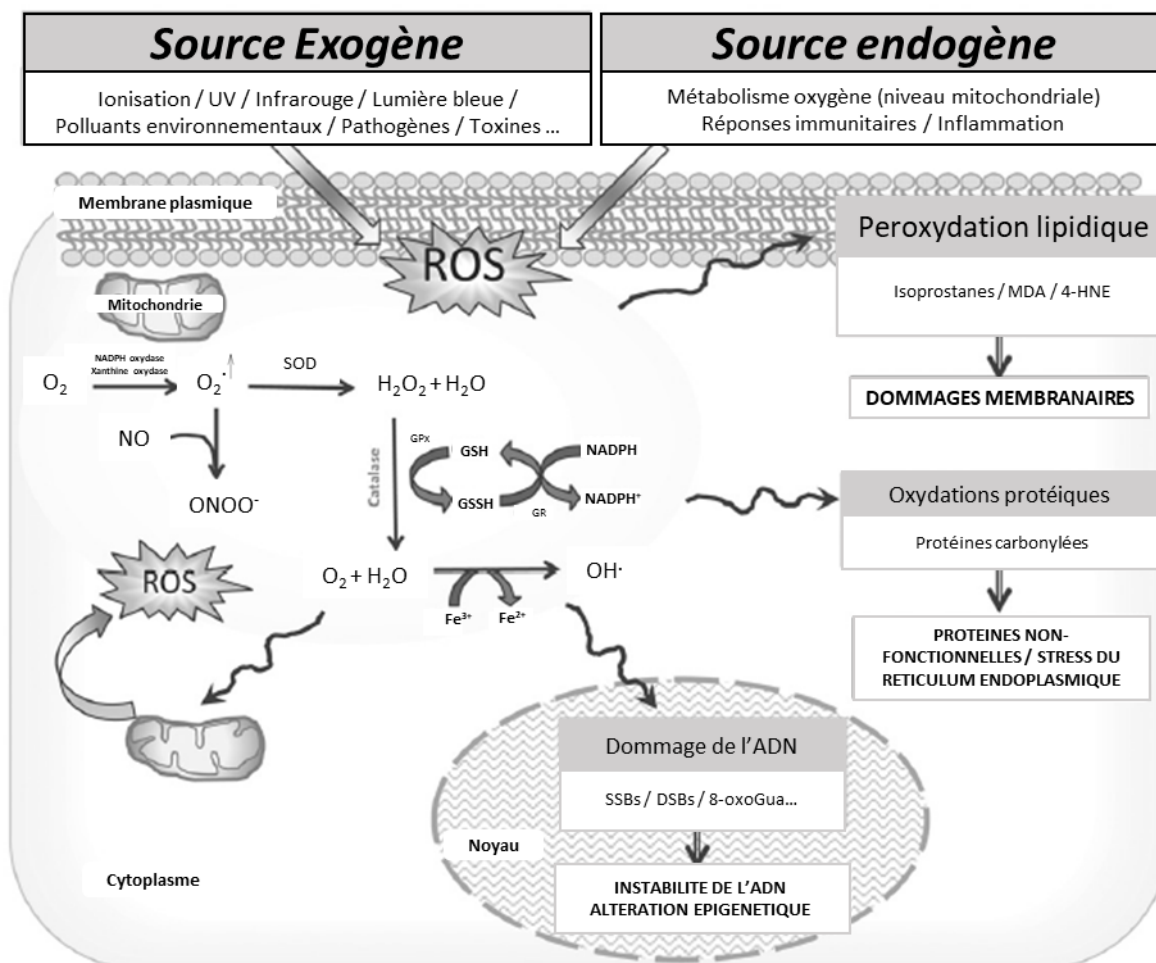 Source Exogène
Ionisation / UV / Infrarouge / Lumière bleue /
Polluants environnementaux / Pathogènes / Toxines ...
Source endogène
Métabolisme oxygène (niveau mitochondriale)
Réponses immunitaires / Inflammation
Membrane plasmique
ROS
Peroxydation lipidique
Isoprostanes / MDA / 4-HNE
DOMMAGES MEMBRANAIRES
Mitochondrie
O₂
NADPH oxydase
Xanthine oxydase
O₂·
SOD
H₂O₂ + H₂O
NO
ONOO⁻
Catalase
GPx
GSH
GSSH
GR
NADPH
NADPH⁺
Oxydations protéiques
Protéines carbonylées
PROTEINES NON-
FONCTIONNELLES / STRESS DU
RETICULUM ENDOPLASMIQUE
ROS
O₂ + H₂O
Fe³⁺
Fe²⁺
OH·
Dommage de l’ADN
SSBs / DSBs / 8-oxoGua...
Noyau
INSTABILITE DE L’ADN
ALTERATION EPIGENETIQUE
Cytoplasme